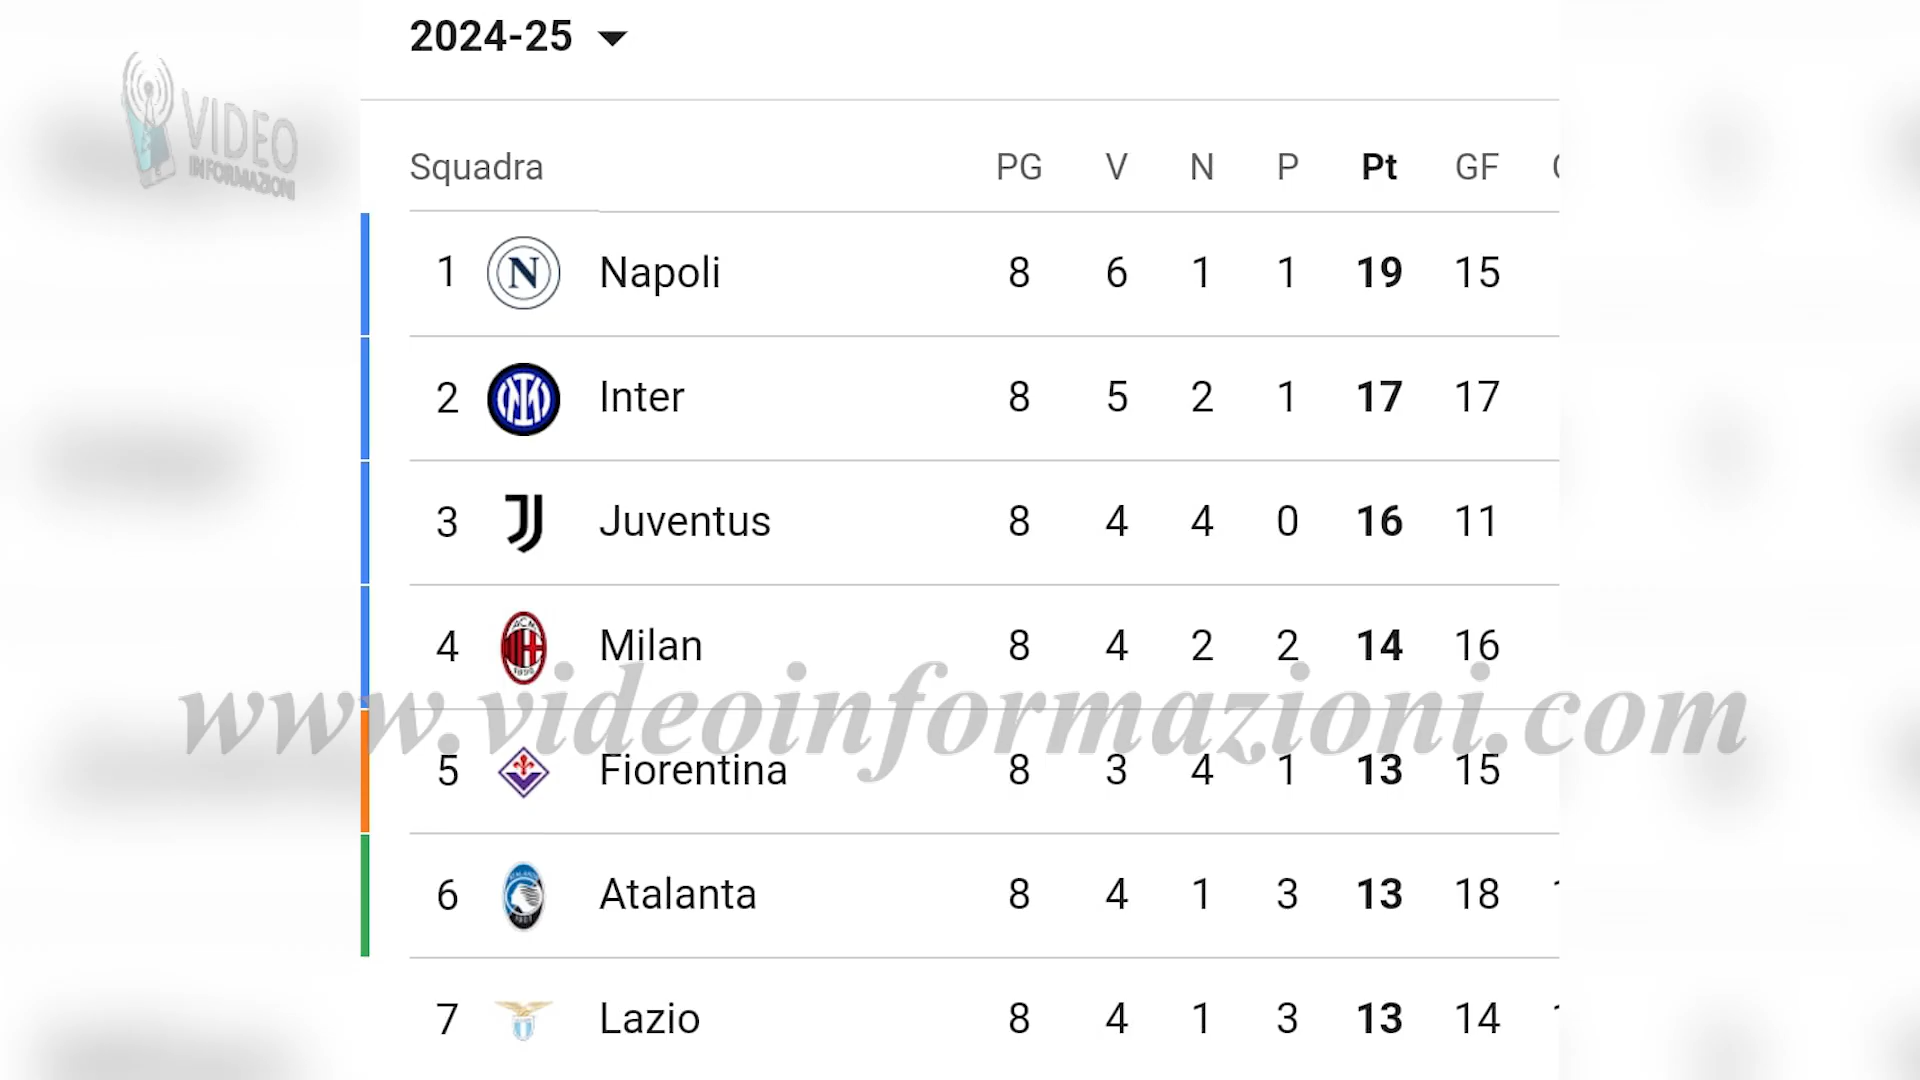 2024-25
VIDEO
INFORMAZIONI
Squadra PG V N P Pt GF
1 N Napoli 8 6 1 1 19 15
2 Inter 8 5 2 1 17 17
3 Juventus 8 4 4 0 16 11
4 Milan 8 4 2 2 14 16
www.videoinformazioni.com
5 Fiorentina 8 3 4 1 13 15
6 Atalanta 8 4 1 3 13 18
7 Lazio 8 4 1 3 13 14